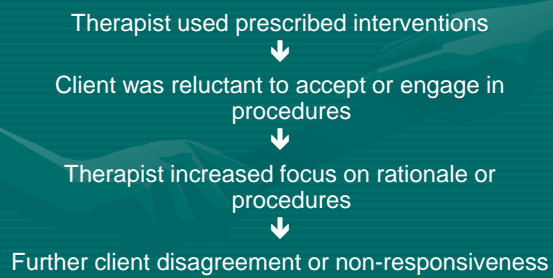 Therapist used prescribed interventions
🡻
Client was reluctant to accept or engage in
procedures
🡻
Therapist increased focus on rationale or
procedures
🡻
Further client disagreement or non-responsiveness